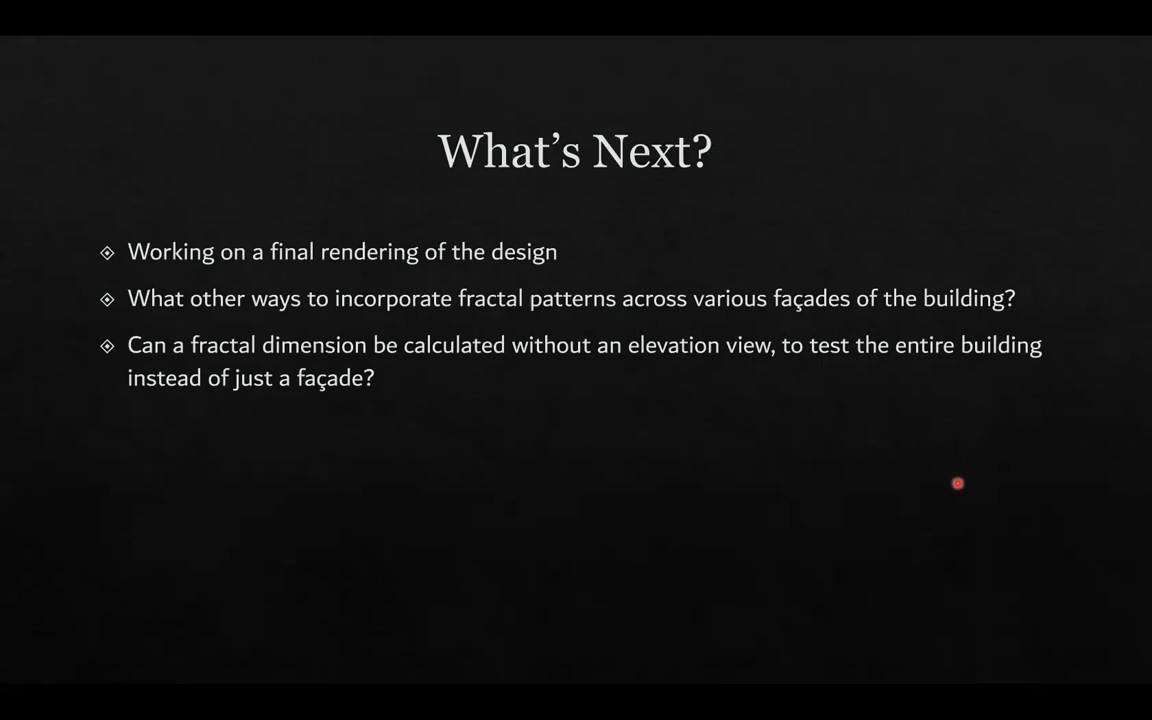 What’s Next?
Working on a final rendering of the design
What other ways to incorporate fractal patterns across various façades of the building?
Can a fractal dimension be calculated without an elevation view, to test the entire building
instead of just a façade?